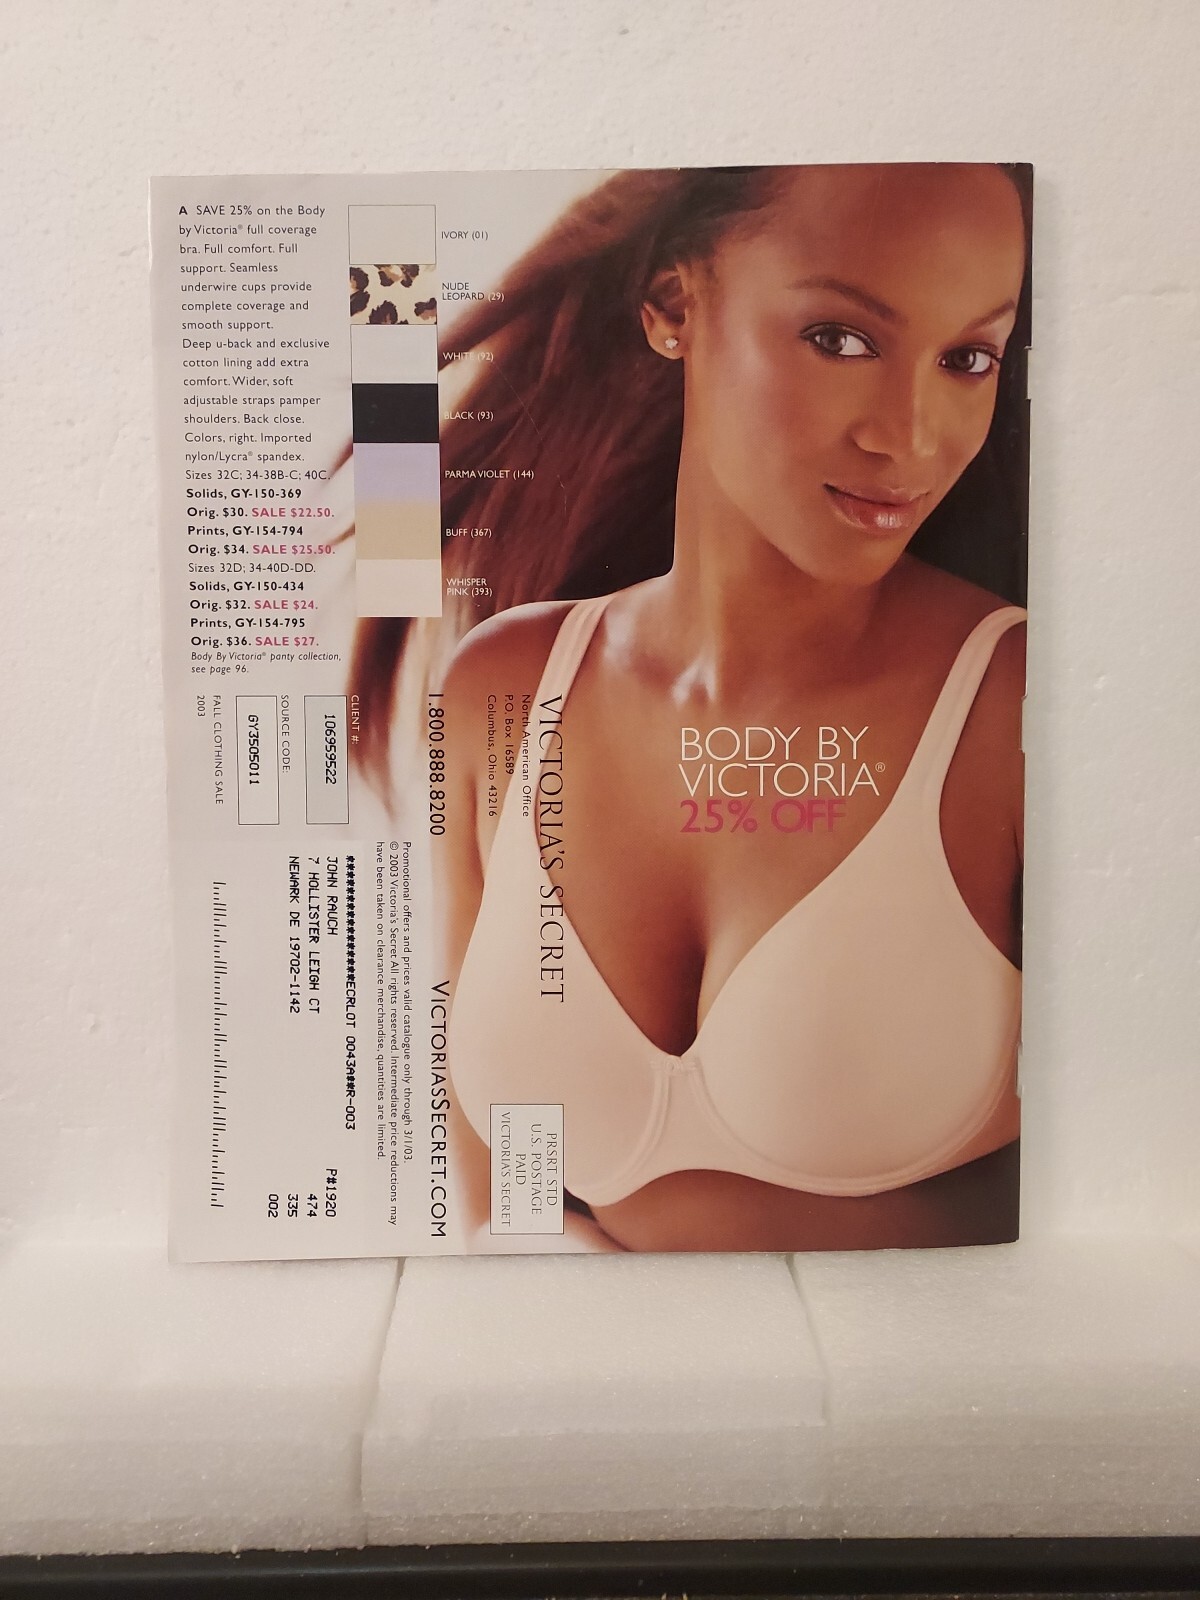 A SAVE 25% on the Body
by Victoria® full coverage
bra. Full comfort. Full
support. Seamless
underwire cups provide
complete coverage and
smooth support.
Deep u-back and exclusive
cotton lining add extra
comfort. Wider, soft
adjustable straps pamper
shoulders. Back close.
Colors, right. Imported
nylon/Lycra® spandex.
Sizes 32C; 34-38B-C; 40C.
Solids, GY-150-369
Orig. $30. SALE $22.50.
Prints, GY-154-794
Orig. $34. SALE $25.50.
Sizes 32D; 34-40D-DD.
Solids, GY-150-434
Orig. $32. SALE $24.
Prints, GY-154-795
Orig. $36. SALE $27.
Body By Victoria® panty collection,
see page 96.
IVORY (01)
NUDE
LEOPARD (29)
WHITE (92)
BLACK (93)
PARMA VIOLET (144)
BUFF (367)
WHISPER
PINK (393)
BODY BY
VICTORIA®
25% OFF
VICTORIA'S SECRET
North American Office
P.O. Box 16589
Columbus, Ohio 43216
PRSRT STD
U.S. POSTAGE
PAID
VICTORIA'S SECRET
1.800.888.8200
VICTORIASSECRET.COM
Promotional offers and prices valid catalogue only through 3/1/03.
© 2003 Victoria's Secret. All rights reserved. Intermediate price reductions may
have been taken on clearance merchandise, quantities are limited.
CLIENT #:
106959522
SOURCE CODE:
GY3505011
FALL CLOTHING SALE
2003
ECRLOT 0043A**R-003
JOHN RAUCH
7 HOLLISTER LEIGH CT
NEWARK DE 19702-1142
P#1920
474
335
002